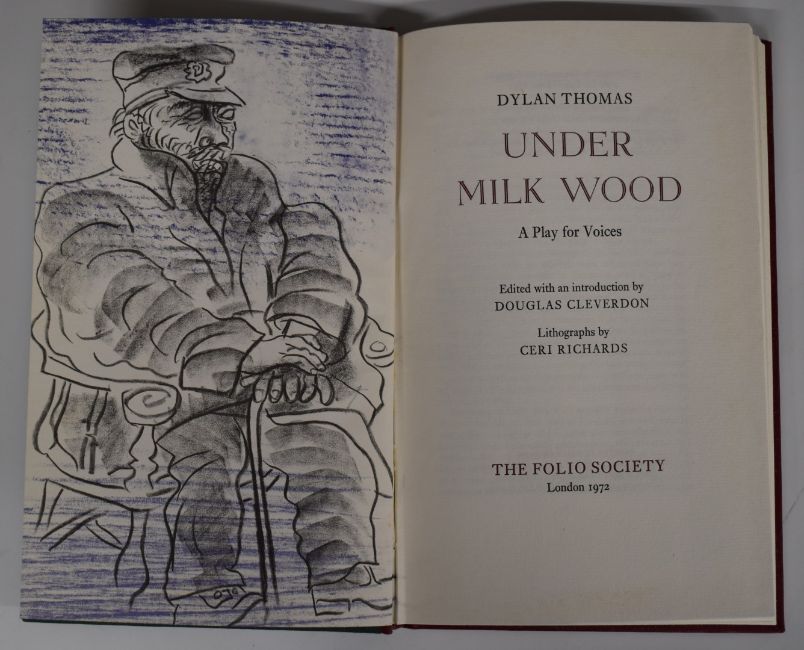 DYLAN THOMAS
UNDER
MILK WOOD
A Play for Voices
Edited with an introduction by
DOUGLAS CLEVERDON
Lithographs by
CERI RICHARDS
THE FOLIO SOCIETY
London 1972